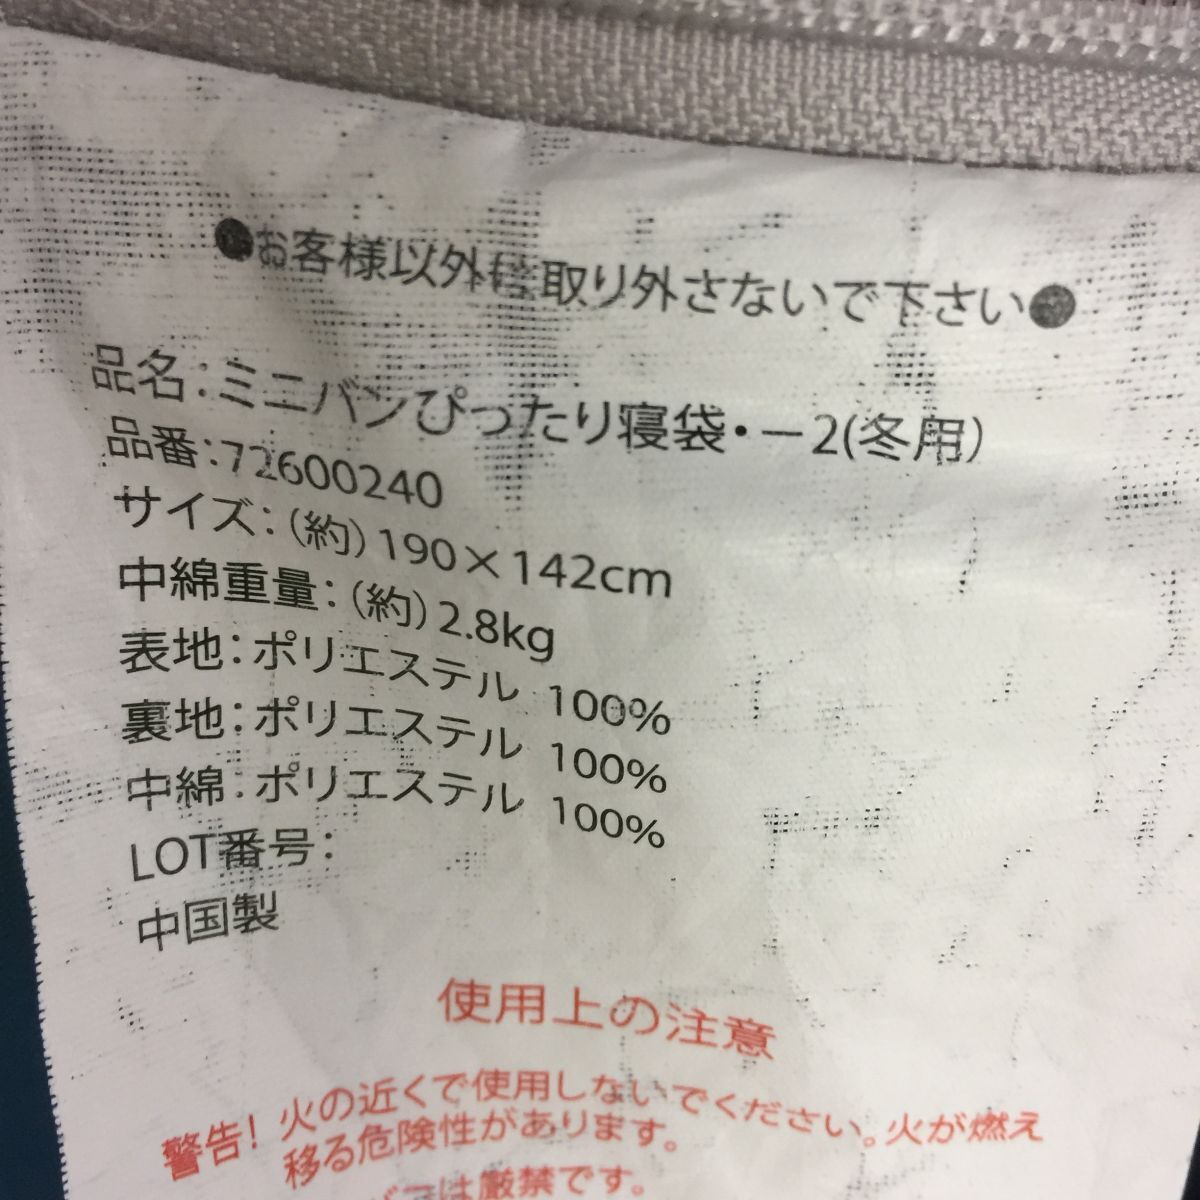 ●お客様以外は取り外さないで下さい●
品名：ミニバンぴったり寝袋・－2(冬用)
品番：72600240
サイズ：（約）190×142cm
中綿重量：（約）2.8kg
表地：ポリエステル 100%
裏地：ポリエステル 100%
中綿：ポリエステル 100%
LOT番号：
中国製
使用上の注意
警告！火の近くで使用しないでください。火が燃え
移る危険性があります。
は厳禁です。